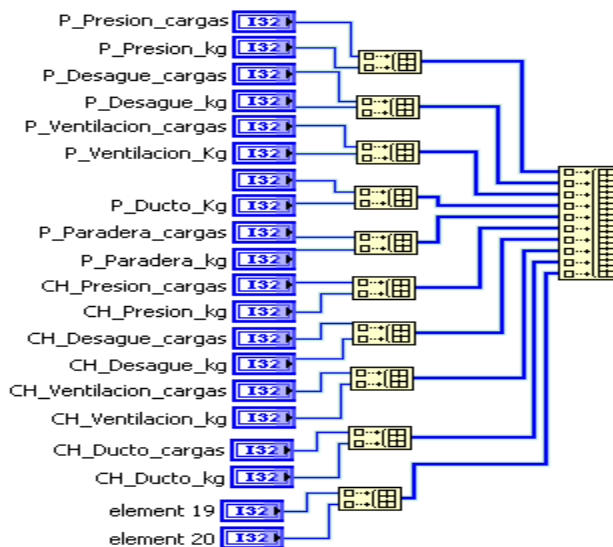 P_Presion_cargas I32
P_Presion_kg I32
P_Desague_cargas I32
P_Desague_kg I32
P_Ventilacion_cargas I32
P_Ventilacion_Kg I32
I32
P_Ducto_Kg I32
P_Paradera_cargas I32
P_Paradera_kg I32
CH_Presion_cargas I32
CH_Presion_kg I32
CH_Desague_cargas I32
CH_Desague_kg I32
CH_Ventilacion_cargas I32
CH_Ventilacion_kg I32
CH_Ducto_cargas I32
CH_Ducto_kg I32
element 19 I32
element 20 I32